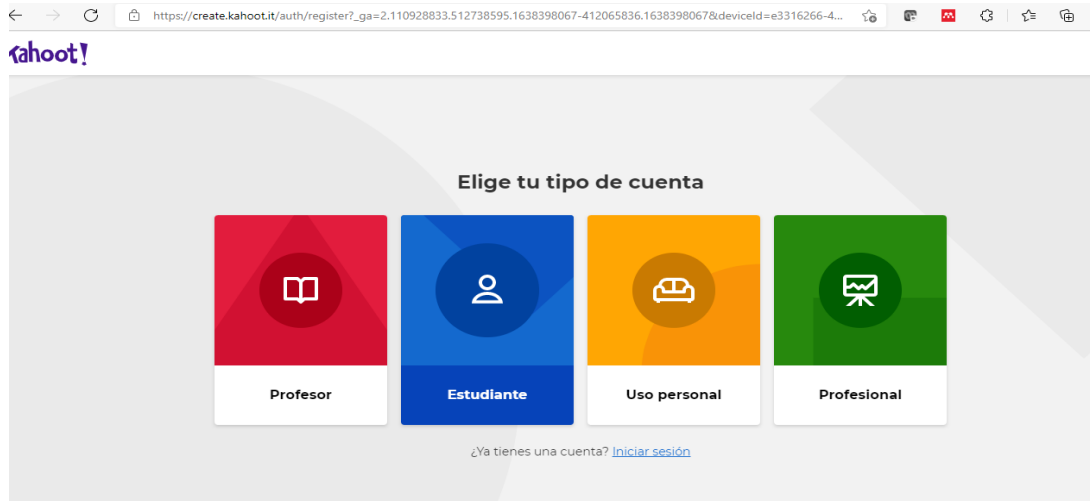 https://create.kahoot.it/auth/register?_ga=2.110928833.512738595.1638398067-412065836.1638398067&deviceId=e3316266-4...
Kahoot!
Elige tu tipo de cuenta
Profesor
Estudiante
Uso personal
Profesional
¿Ya tienes una cuenta? Iniciar sesión